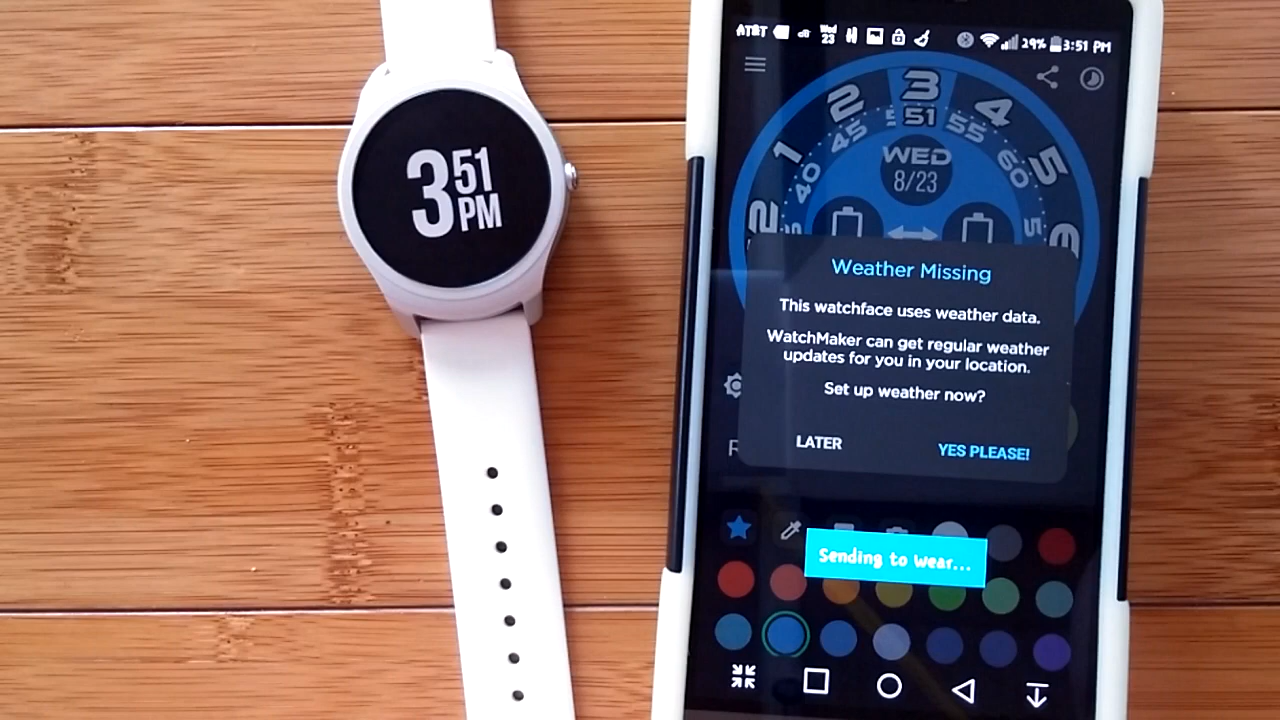 3 51
PM
AT&T
Wed
23
29% 3:51 PM
3
2 4
51
45 55
1 5
WED
40 60
8/23
Weather Missing
This watchface uses weather data.
WatchMaker can get regular weather
updates for you in your location.
Set up weather now?
LATER YES PLEASE!
R
Sending to Wear...